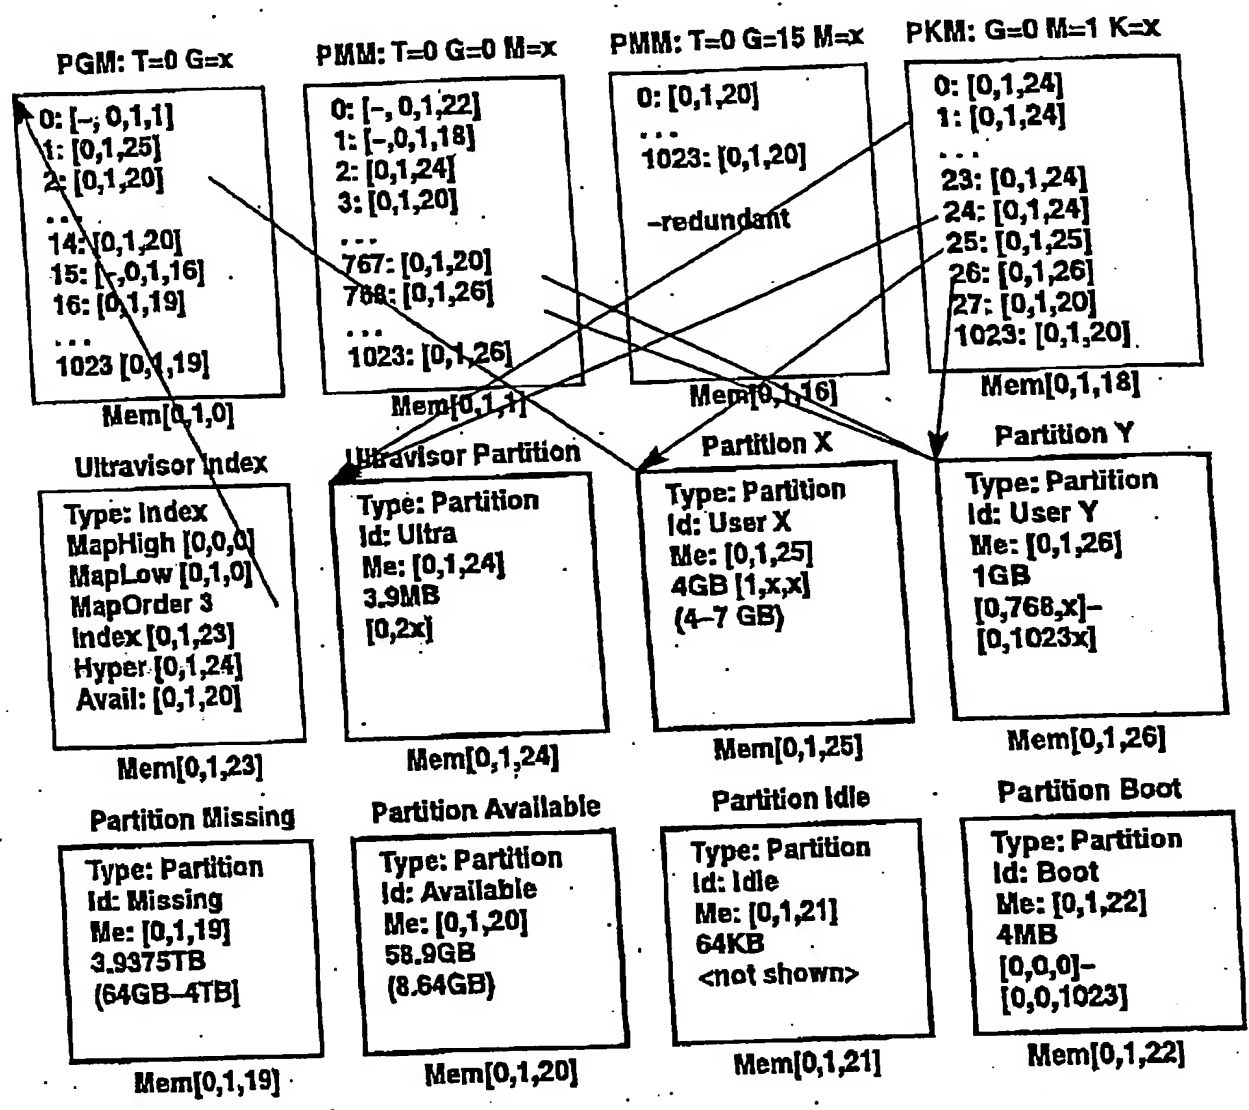 PGM: T=0 G=x
0: [–, 0,1,1]
1: [0,1,25]
2: [0,1,20]
...
14: [0,1,20]
15: [–,0,1,16]
16: [0,1,19]
...
1023 [0,1,19]
Mem[0,1,0]
PMM: T=0 G=0 M=x
0: [–, 0,1,22]
1: [–,0,1,18]
2: [0,1,24]
3: [0,1,20]
...
767: [0,1,20]
768: [0,1,26]
...
1023: [0,1,26]
Mem[0,1,1]
PMM: T=0 G=15 M=x
0: [0,1,20]
...
1023: [0,1,20]
–redundant
Mem[0,1,16]
PKM: G=0 M=1 K=x
0: [0,1,24]
1: [0,1,24]
...
23: [0,1,24]
24: [0,1,24]
25: [0,1,25]
26: [0,1,26]
27: [0,1,20]
1023: [0,1,20]
Mem[0,1,18]
Ultravisor Index
Type: Index
MapHigh [0,0,0]
MapLow [0,1,0]
MapOrder 3
Index [0,1,23]
Hyper [0,1,24]
Avail: [0,1,20]
Mem[0,1,23]
Ultravisor Partition
Type: Partition
Id: Ultra
Me: [0,1,24]
3.9MB
[0,2x]
Mem[0,1,24]
Partition X
Type: Partition
Id: User X
Me: [0,1,25]
4GB [1,x,x]
(4–7 GB)
Mem[0,1,25]
Partition Y
Type: Partition
Id: User Y
Me: [0,1,26]
1GB
[0,768,x]–
[0,1023x]
Mem[0,1,26]
Partition Missing
Type: Partition
Id: Missing
Me: [0,1,19]
3.9375TB
(64GB–4TB]
Mem[0,1,19]
Partition Available
Type: Partition
Id: Available
Me: [0,1,20]
58.9GB
(8.64GB)
Mem[0,1,20]
Partition Idle
Type: Partition
Id: Idle
Me: [0,1,21]
64KB
<not shown>
Mem[0,1,21]
Partition Boot
Type: Partition
Id: Boot
Me: [0,1,22]
4MB
[0,0,0]–
[0,0,1023]
Mem[0,1,22]